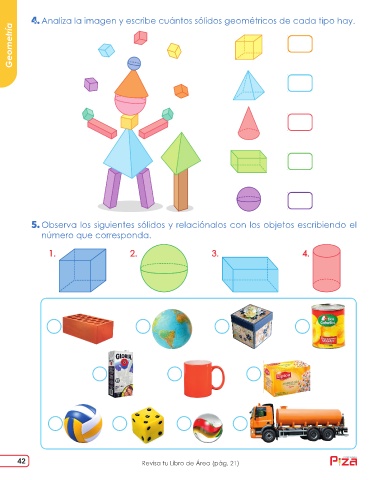 Geometría
4. Analiza la imagen y escribe cuántos sólidos geométricos de cada tipo hay.
5. Observa los siguientes sólidos y relaciónalos con los objetos escribiendo el
número que corresponda.
1.
2.
3.
4.
GLORIA
42
Revisa tu Libro de Área (pág. 21)